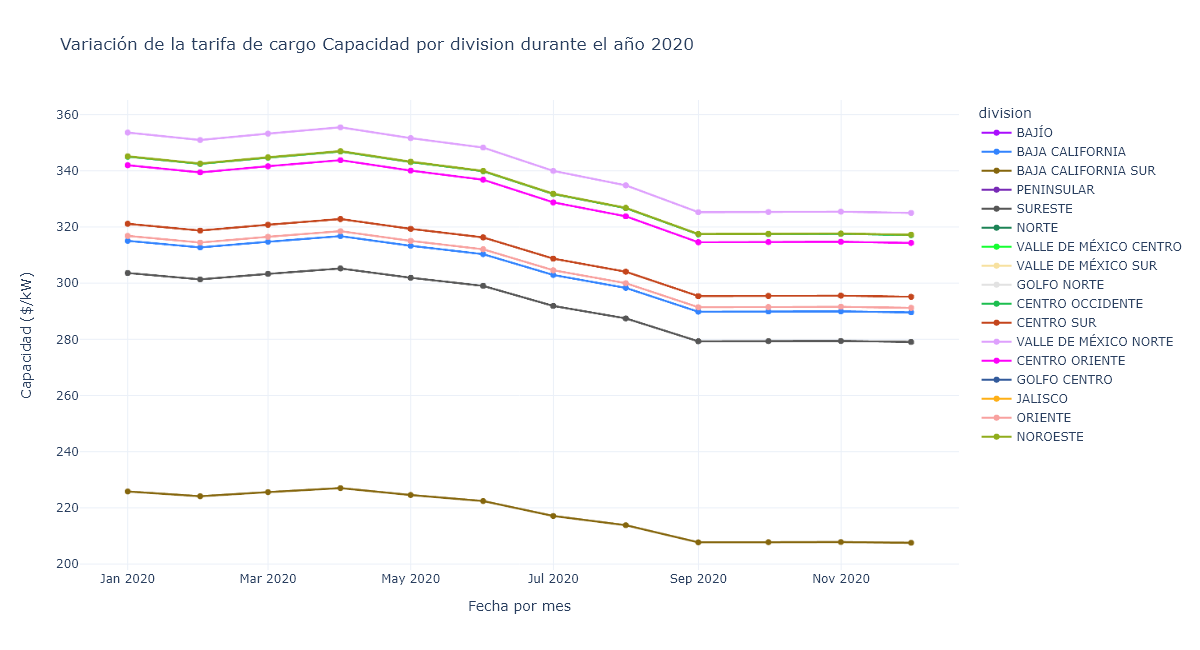 Variación de la tarifa de cargo Capacidad por division durante el año 2020
Capacidad ($/kW)
360
340
320
300
280
260
240
220
200
Jan 2020
Mar 2020
May 2020
Jul 2020
Sep 2020
Nov 2020
Fecha por mes
division
BAJÍO
BAJA CALIFORNIA
BAJA CALIFORNIA SUR
PENINSULAR
SURESTE
NORTE
VALLE DE MÉXICO CENTRO
VALLE DE MÉXICO SUR
GOLFO NORTE
CENTRO OCCIDENTE
CENTRO SUR
VALLE DE MÉXICO NORTE
CENTRO ORIENTE
GOLFO CENTRO
JALISCO
ORIENTE
NOROESTE